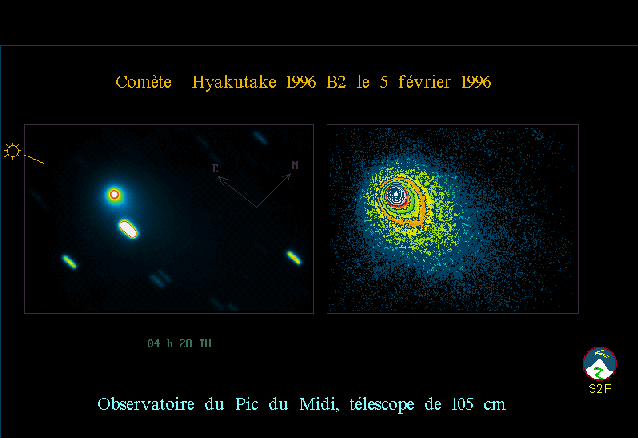 Comète Hyakutake 1996 B2 le 5 février 1996
E N
04 h 20 TU
S2P
Observatoire du Pic du Midi, télescope de 105 cm